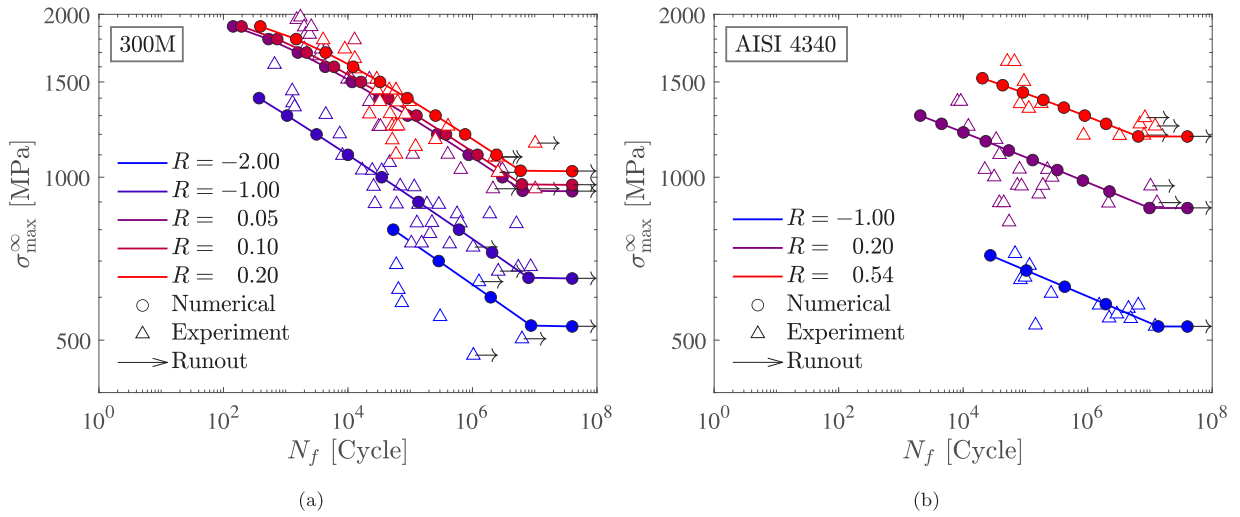 2000
1500
1000
500
σ∞max [MPa]
300M
R = −2.00
R = −1.00
R = 0.05
R = 0.10
R = 0.20
Numerical
Experiment
Runout
10^0 10^2 10^4 10^6 10^8
N_f [Cycle]
(a)
2000
1500
1000
500
σ∞max [MPa]
AISI 4340
R = −1.00
R = 0.20
R = 0.54
Numerical
Experiment
Runout
10^0 10^2 10^4 10^6 10^8
N_f [Cycle]
(b)